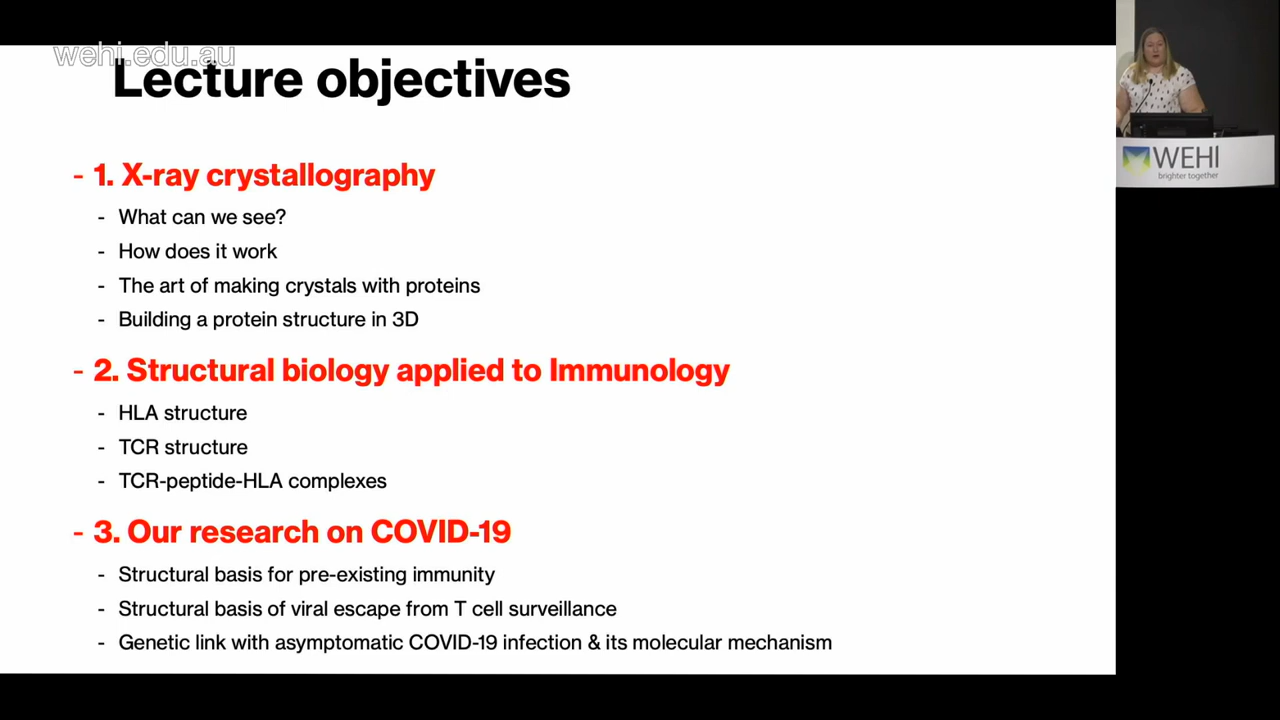 wehi.edu.au
Lecture objectives
- 1. X-ray crystallography
- What can we see?
- How does it work
- The art of making crystals with proteins
- Building a protein structure in 3D
- 2. Structural biology applied to Immunology
- HLA structure
- TCR structure
- TCR-peptide-HLA complexes
- 3. Our research on COVID-19
- Structural basis for pre-existing immunity
- Structural basis of viral escape from T cell surveillance
- Genetic link with asymptomatic COVID-19 infection & its molecular mechanism
WEHI
brighter together